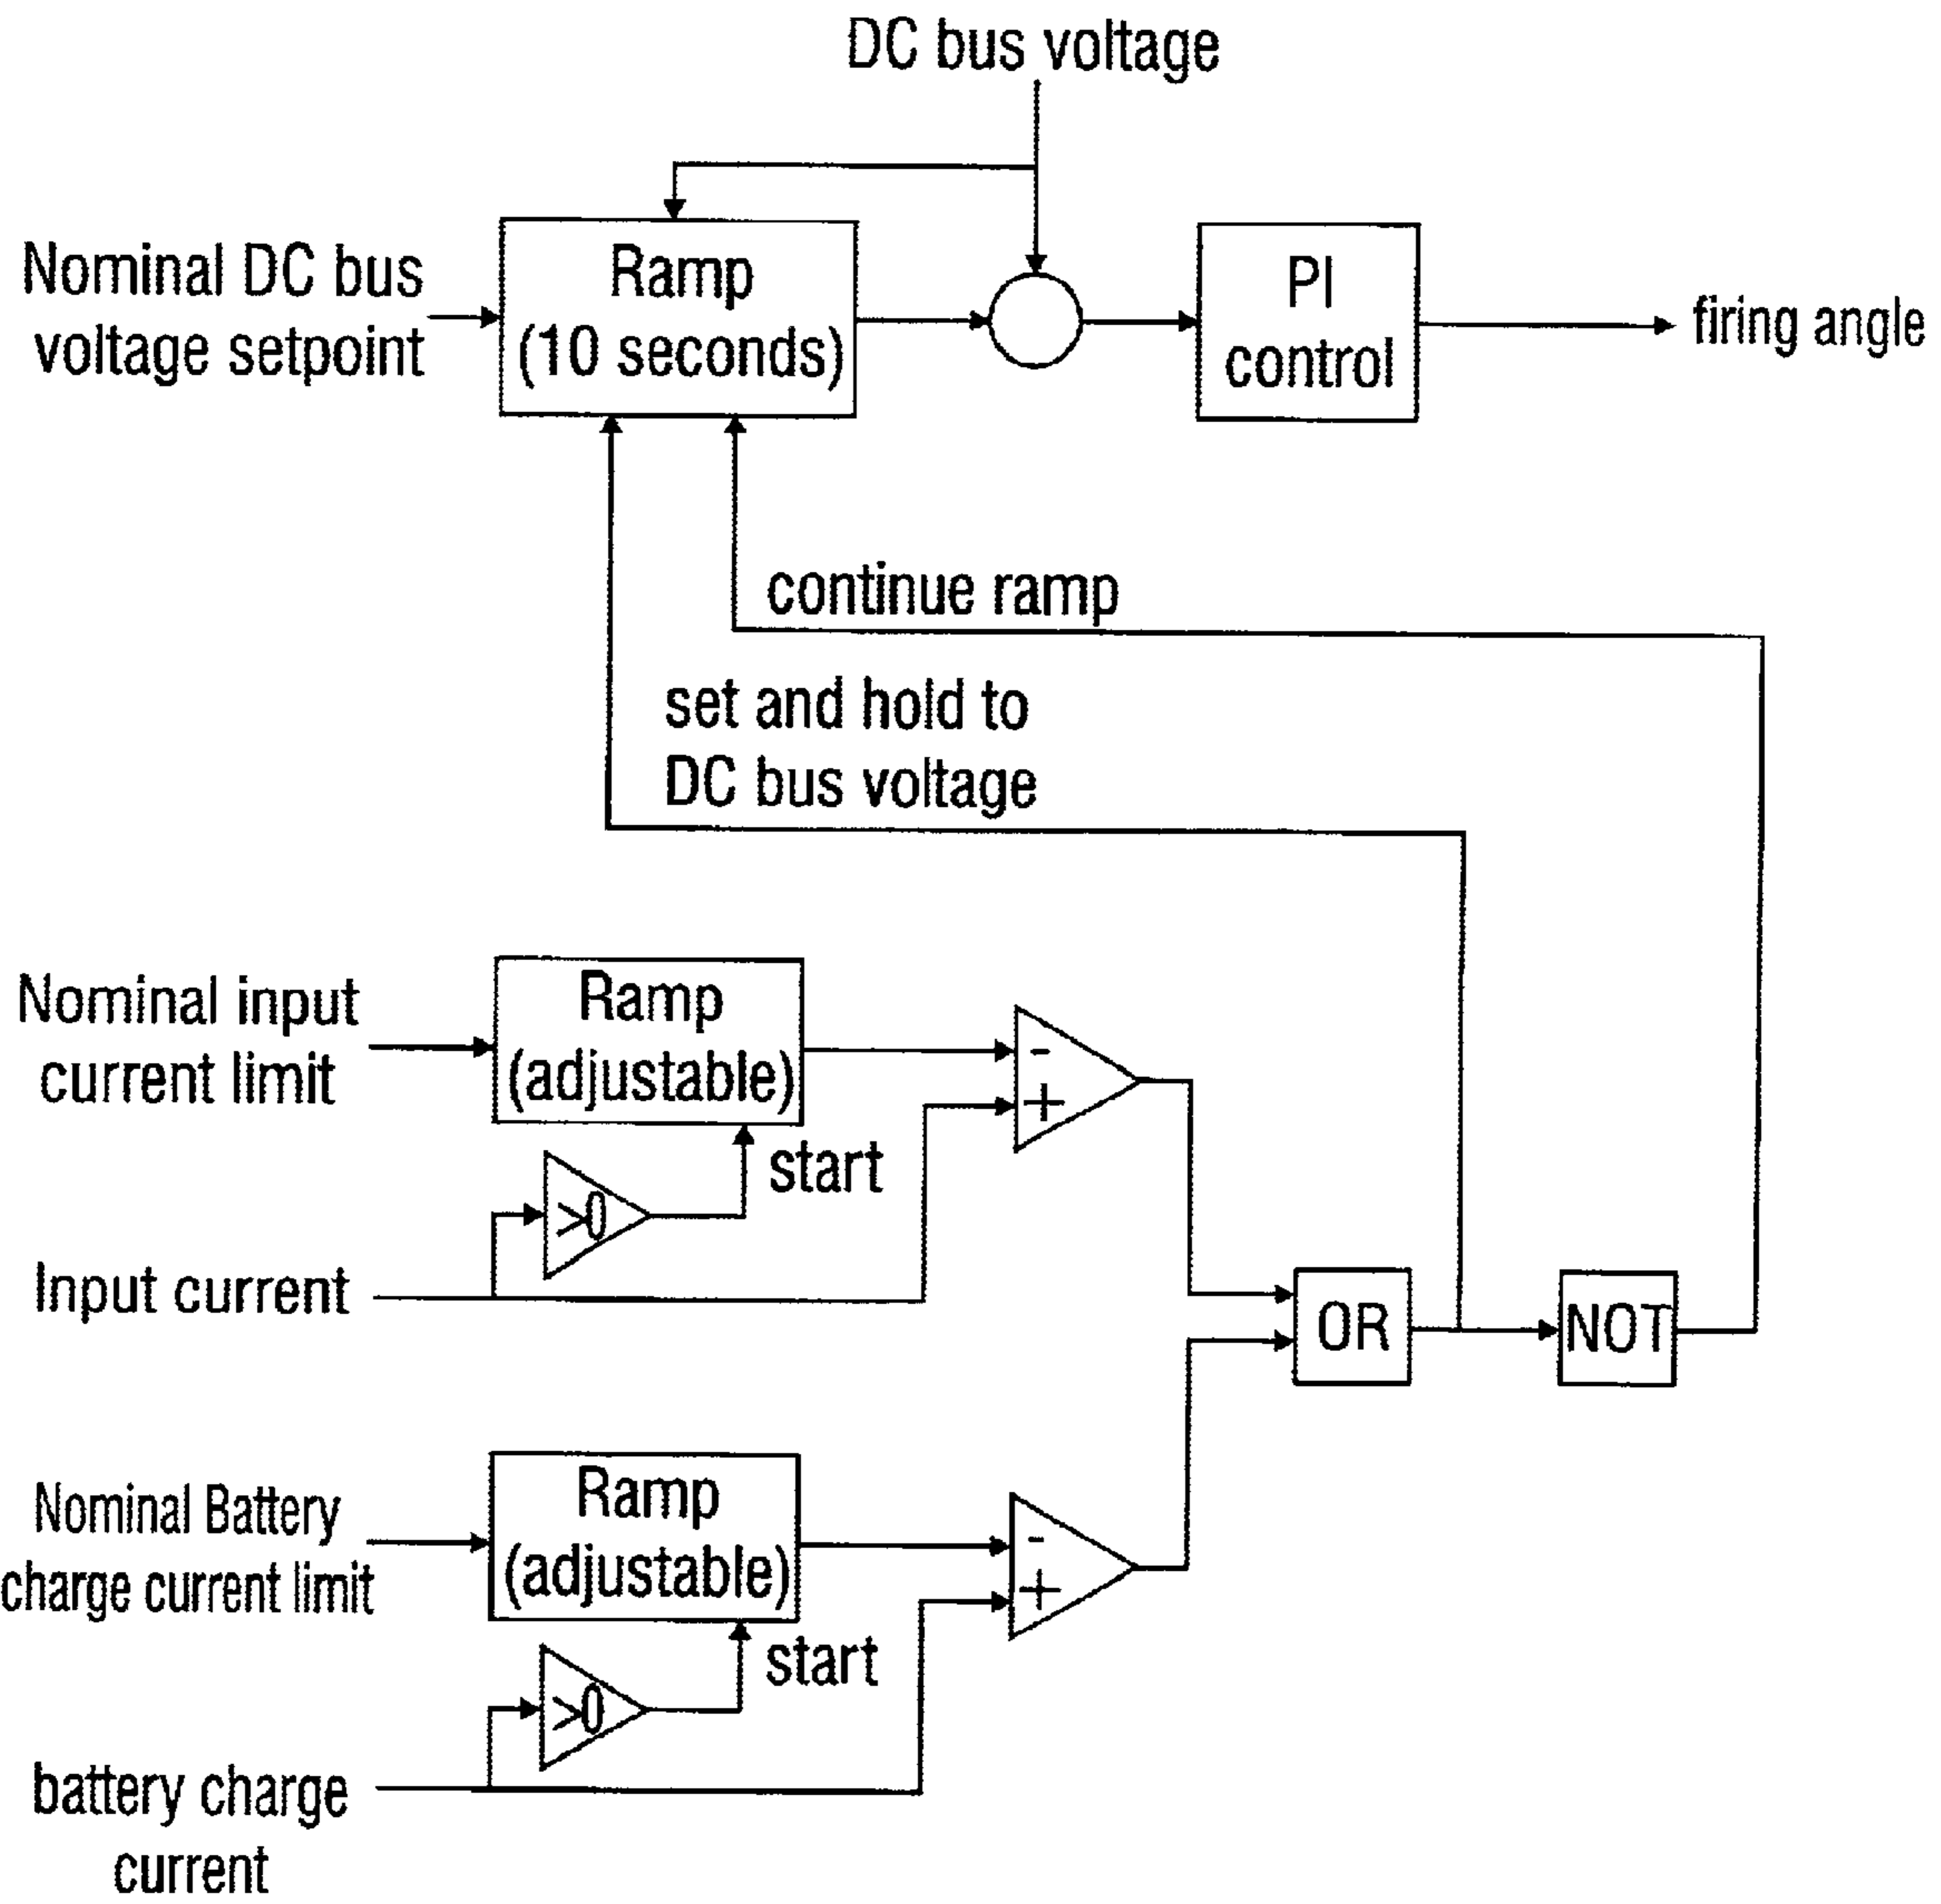 DC bus voltage
Nominal DC bus
voltage setpoint
Ramp
(10 seconds)
PI
control
firing angle
continue ramp
set and hold to
DC bus voltage
Nominal input
current limit
Ramp
(adjustable)
-
+
start
>0
Input current
OR
NOT
Nominal Battery
charge current limit
Ramp
(adjustable)
-
+
start
>0
battery charge
current